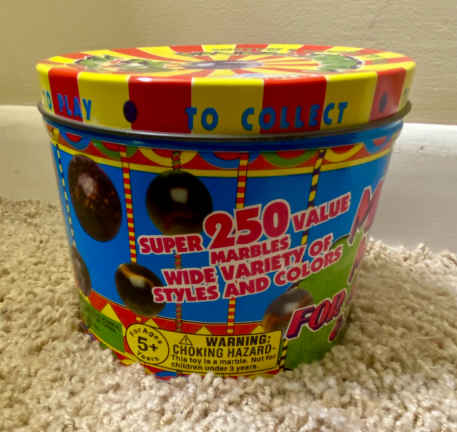 TO PLAY
TO COLLECT
SUPER 250 VALUE
MARBLES
WIDE VARIETY OF
STYLES AND COLORS
FOR
For Ages
5+
Years
WARNING:
CHOKING HAZARD-
This toy is a marble. Not for
children under 3 years.